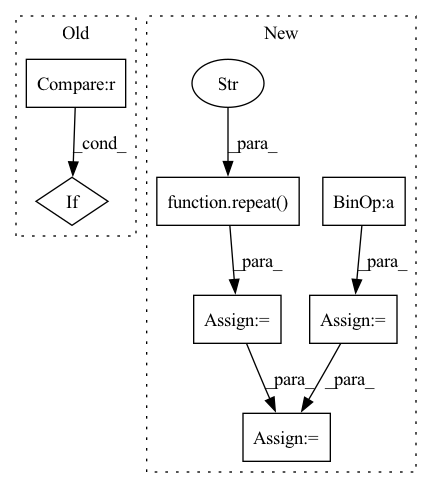 Old
New
Compare:r
Str
_cond_
_para_
If
function.repeat()
BinOp:a
_para_
_para_
Assign:=
Assign:=
_para_
_para_
Assign:=